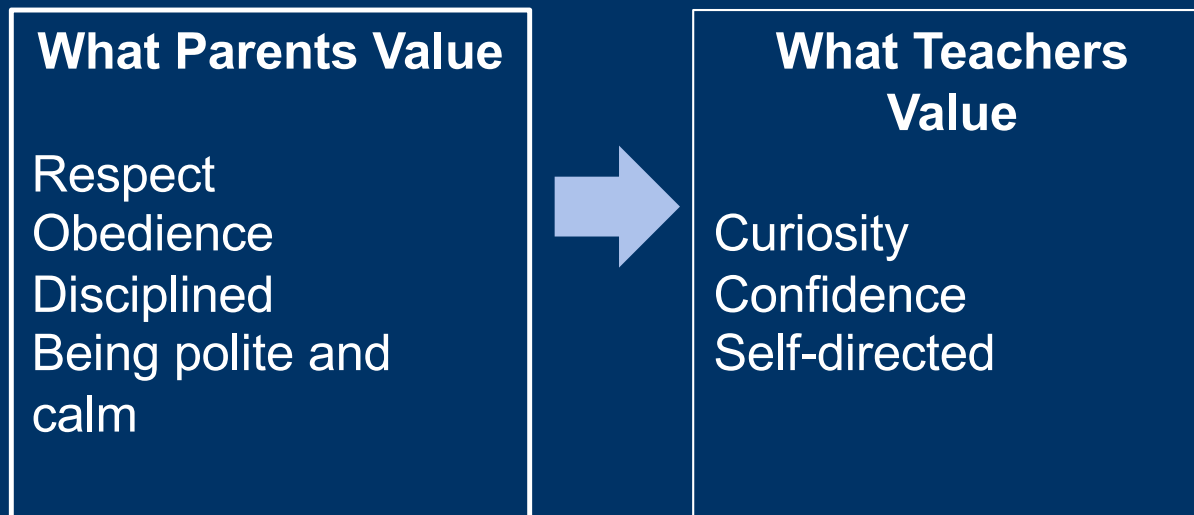 What Parents Value
Respect
Obedience
Disciplined
Being polite and
calm
What Teachers
Value
Curiosity
Confidence
Self-directed